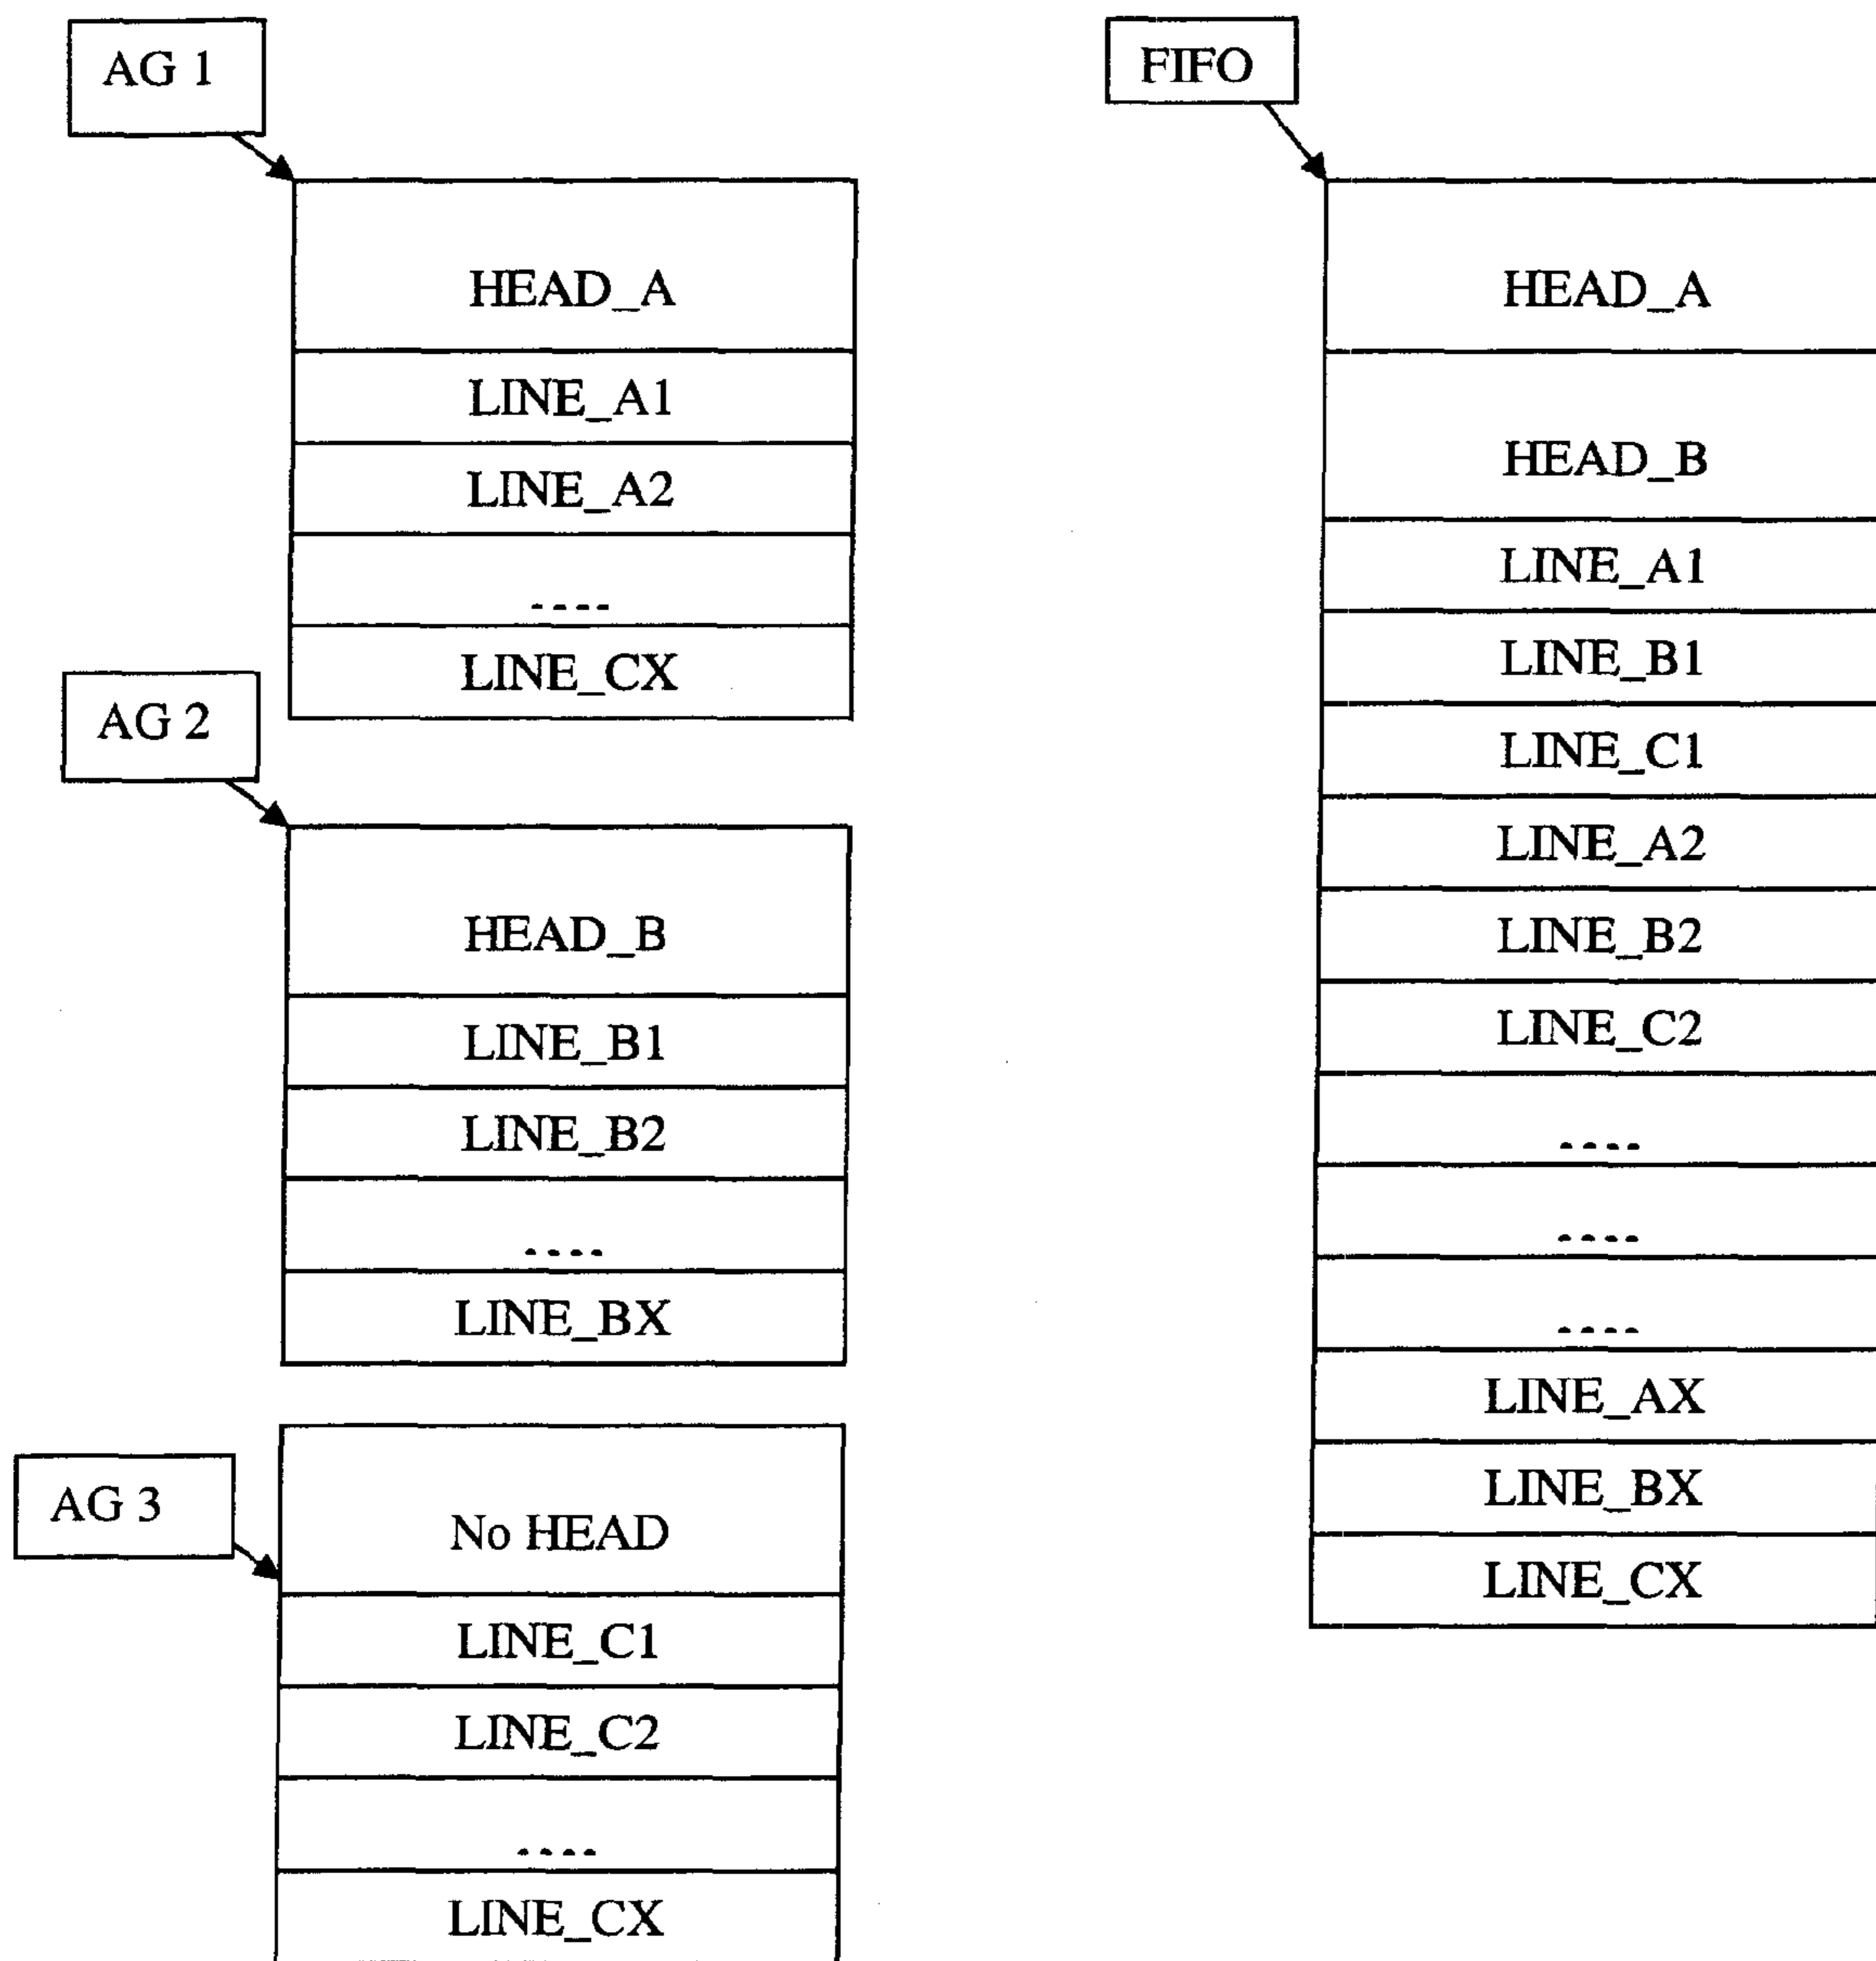 AG 1
HEAD_A
LINE_A1
LINE_A2
....
LINE_CX
AG 2
HEAD_B
LINE_B1
LINE_B2
....
LINE_BX
AG 3
No HEAD
LINE_C1
LINE_C2
....
LINE_CX
FIFO
HEAD_A
HEAD_B
LINE_A1
LINE_B1
LINE_C1
LINE_A2
LINE_B2
LINE_C2
....
....
....
LINE_AX
LINE_BX
LINE_CX